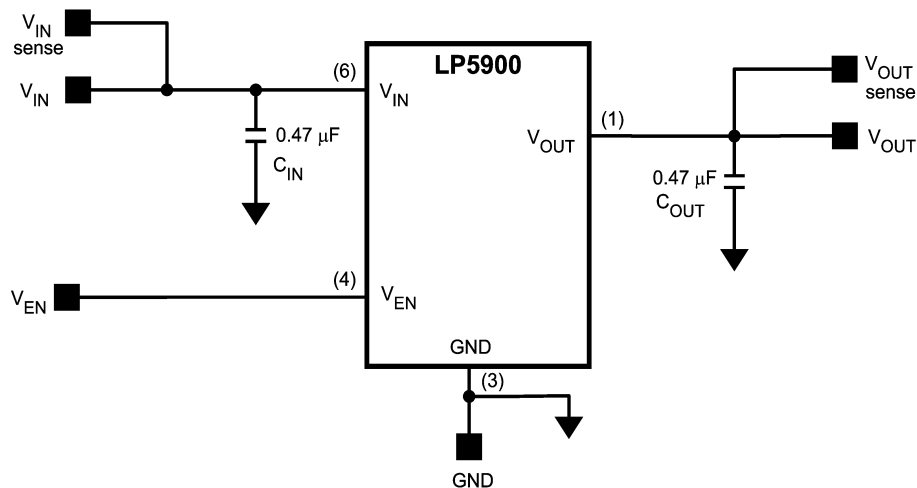 VIN
sense
VIN
(6)
LP5900
VIN
0.47 μF
CIN
VOUT
(1)
VOUT
sense
VOUT
0.47 μF
COUT
(4)
VEN
VEN
GND
(3)
GND